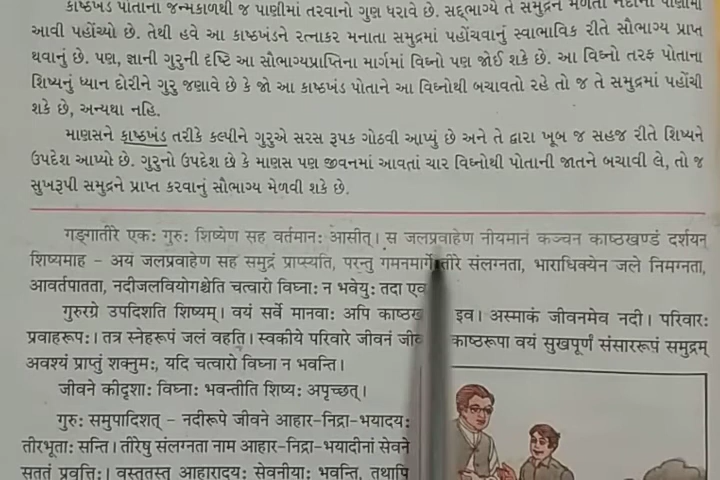 કાષ્ઠખંડ પોતાના જન્મકાળથી જ પાણીમાં તરવાનો ગુણ ધરાવે છે. સદ્ભાગ્યે તે સમુદ્રને મળતી નદીના પાણીમાં
આવી પહોંચ્યો છે. તેથી હવે આ કાષ્ઠખંડને રત્નાકર મનાતા સમુદ્રમાં પહોંચવાનું સ્વાભાવિક રીતે સૌભાગ્ય પ્રાપ્ત
થવાનું છે. પણ, જ્ઞાની ગુરુની દૃષ્ટિ આ સૌભાગ્યપ્રાપ્તિના માર્ગમાં વિઘ્નો પણ જોઈ શકે છે. આ વિઘ્નો તરફ પોતાના
શિષ્યનું ધ્યાન દોરીને ગુરુ જણાવે છે કે જો આ કાષ્ઠખંડ પોતાને આ વિઘ્નોથી બચાવતો રહે તો જ તે સમુદ્રમાં પહોંચી
શકે છે, અન્યથા નહિ.
માણસને કાષ્ઠખંડ તરીકે કલ્પીને ગુરુએ સરસ રૂપક ગોઠવી આપ્યું છે અને તે દ્વારા ખૂબ જ સહજ રીતે શિષ્યને
ઉપદેશ આપ્યો છે. ગુરુનો ઉપદેશ છે કે માણસ પણ જીવનમાં આવતાં ચાર વિઘ્નોથી પોતાની જાતને બચાવી લે, તો જ
સુખરૂપી સમુદ્રને પ્રાપ્ત કરવાનું સૌભાગ્ય મેળવી શકે છે.
गङ्गातीरे एकः गुरुः शिष्येण सह वर्तमानः आसीत्। स जलप्रवाहेण नीयमानं कञ्चन काष्ठखण्डं दर्शयन्
शिष्यमाह – अयं जलप्रवाहेण सह समुद्रं प्राप्स्यति, परन्तु गमनमार्गे तीरे संलग्नता, भाराधिक्येन जले निमग्नता,
आवर्तपातता, नदीजलवियोगश्चेति चत्वारो विघ्नाः न भवेयुः तदा एव
गुरुरग्रे उपदिशति शिष्यम्। वयं सर्वे मानवाः अपि इव। अस्माकं जीवनमेव नदी। परिवारः
प्रवाहरूपः। तत्र स्नेहरूपं जलं वहति। स्वकीये परिवारे जीवनं काष्ठरूपा वयं सुखपूर्णं संसाररूपं समुद्रम्
अवश्यं प्राप्तुं शक्नुमः, यदि चत्वारो विघ्ना न भवन्ति।
जीवने कीदृशाः विघ्नाः भवन्तीति शिष्यः अपृच्छत्।
गुरुः समुपादिशत् – नदीरूपे जीवने आहार-निद्रा-भयादयः
तीरभूताः सन्ति। तीरेषु संलग्नता नाम आहार-निद्रा-भयादीनां सेवने
सततं प्रवृत्तिः। वस्तुतस्तु आहारादयः सेवनीयाः भवन्ति, तथापि